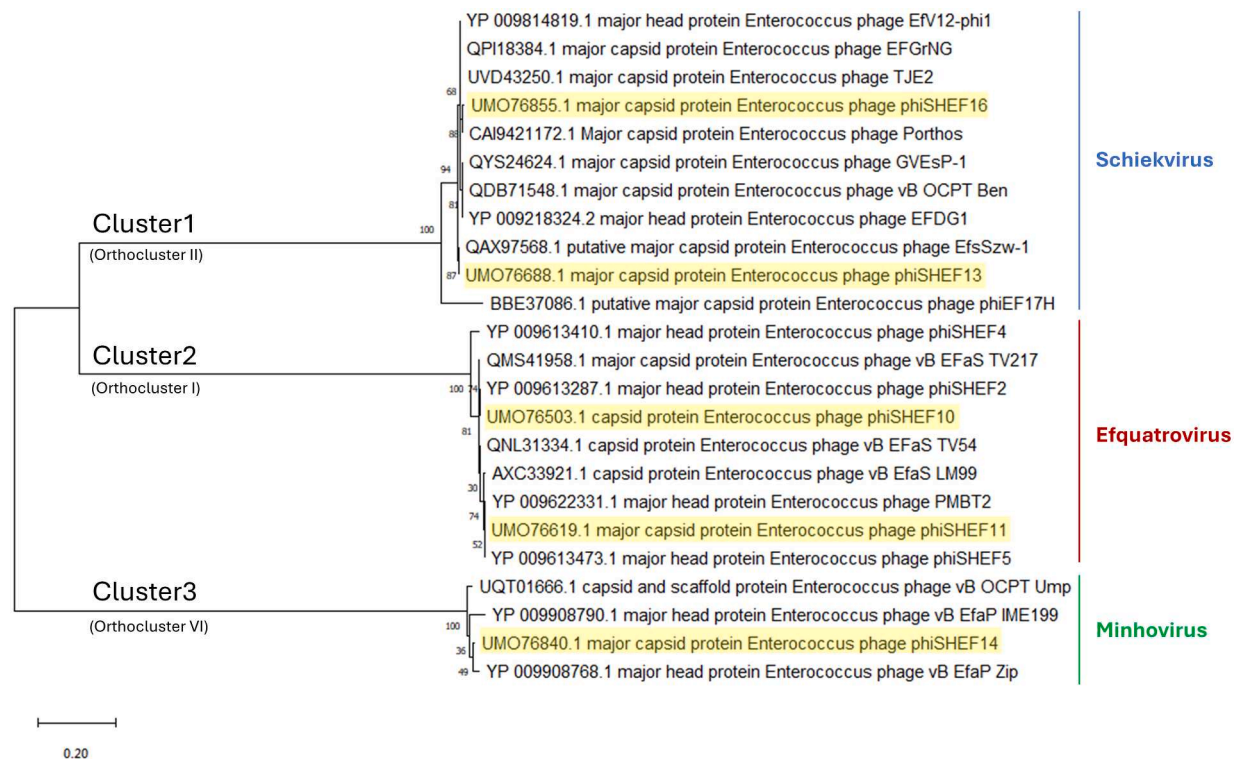 YP 009814819.1 major head protein Enterococcus phage EfV12-phi1
QPI18384.1 major capsid protein Enterococcus phage EFGrNG
UVD43250.1 major capsid protein Enterococcus phage TJE2
68
UMO76855.1 major capsid protein Enterococcus phage phiSHEF16
88
CAI9421172.1 Major capsid protein Enterococcus phage Porthos
Schiekvirus
QYS24624.1 major capsid protein Enterococcus phage GVEsP-1
94
QDB71548.1 major capsid protein Enterococcus phage vB OCPT Ben
81
YP 009218324.2 major head protein Enterococcus phage EFDG1
Cluster1
100
QAX97568.1 putative major capsid protein Enterococcus phage EfsSzw-1
(Orthocluster II)
87
UMO76688.1 major capsid protein Enterococcus phage phiSHEF13
BBE37086.1 putative major capsid protein Enterococcus phage phiEF17H
YP 009613410.1 major head protein Enterococcus phage phiSHEF4
Cluster2
QMS41958.1 major capsid protein Enterococcus phage vB EFaS TV217
(Orthocluster I)
100 74
YP 009613287.1 major head protein Enterococcus phage phiSHEF2
UMO76503.1 capsid protein Enterococcus phage phiSHEF10
81
Efquatrovirus
QNL31334.1 capsid protein Enterococcus phage vB EFaS TV54
AXC33921.1 capsid protein Enterococcus phage vB EfaS LM99
30
YP 009622331.1 major head protein Enterococcus phage PMBT2
74
UMO76619.1 major capsid protein Enterococcus phage phiSHEF11
52
YP 009613473.1 major head protein Enterococcus phage phiSHEF5
Cluster3
UQT01666.1 capsid and scaffold protein Enterococcus phage vB OCPT Ump
(Orthocluster VI)
YP 009908790.1 major head protein Enterococcus phage vB EfaP IME199
100
Minhovirus
UMO76840.1 major capsid protein Enterococcus phage phiSHEF14
36
YP 009908768.1 major head protein Enterococcus phage vB EfaP Zip
49
0.20